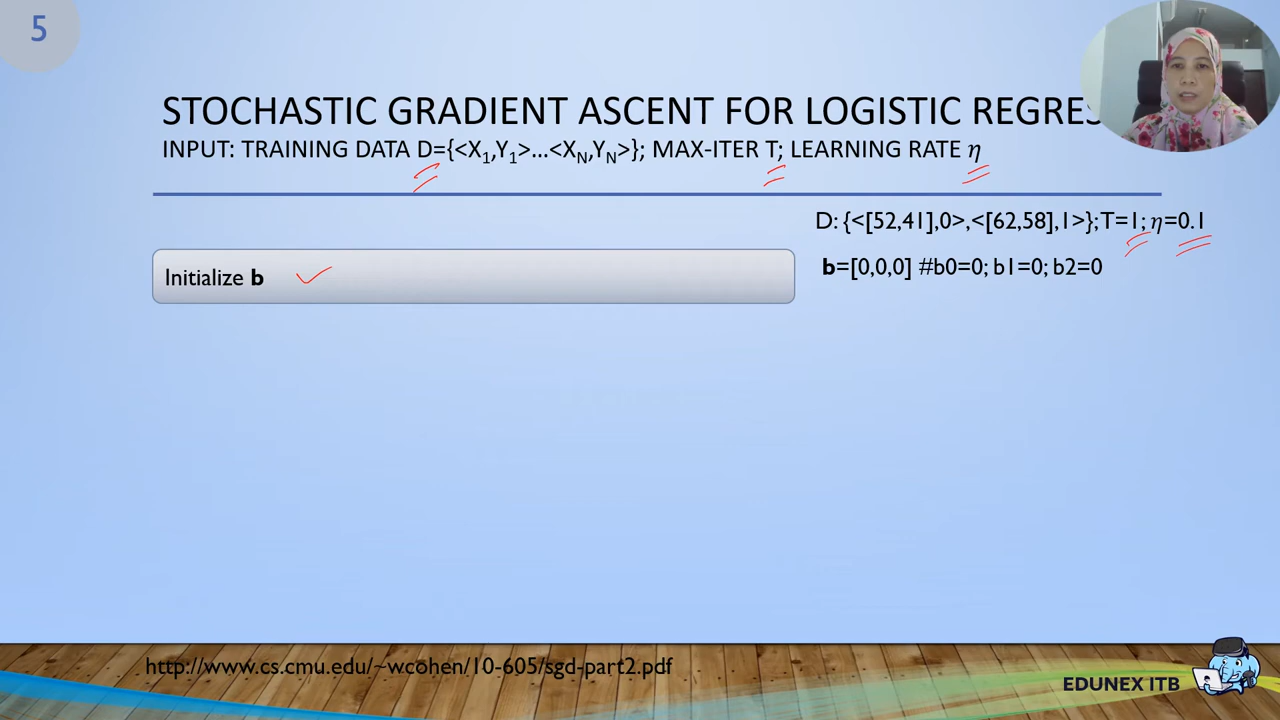 5
STOCHASTIC GRADIENT ASCENT FOR LOGISTIC REGRES
INPUT: TRAINING DATA D={<X₁,Y₁>…<X_N,Y_N>}; MAX-ITER T; LEARNING RATE η
D: {<[52,41],0>,<[62,58],1>};T=1; η=0.1
Initialize b
b=[0,0,0] #b0=0; b1=0; b2=0
http://www.cs.cmu.edu/~wcohen/10-605/sgd-part2.pdf
EDUNEX ITB